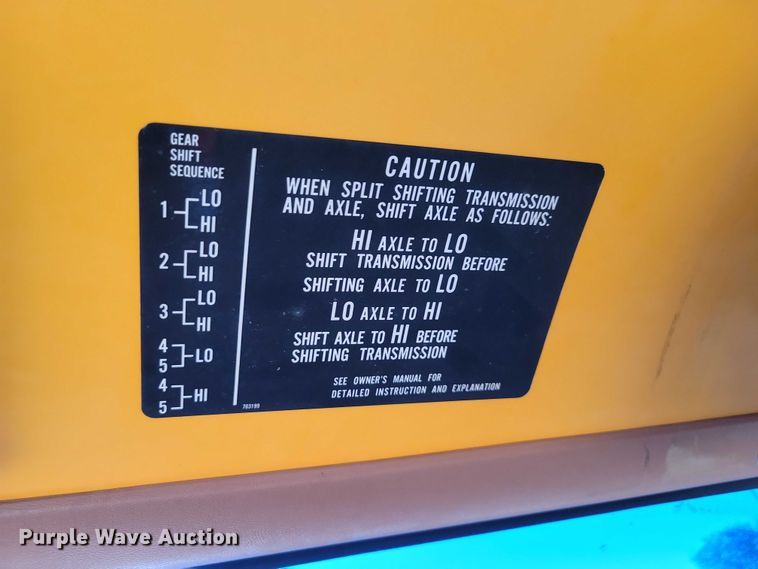 GEAR
SHIFT
SEQUENCE
1 LO
HI
2 LO
HI
3 LO
HI
4
5 LO
4
5 HI
763199
CAUTION
WHEN SPLIT SHIFTING TRANSMISSION
AND AXLE, SHIFT AXLE AS FOLLOWS:
HI AXLE TO LO
SHIFT TRANSMISSION BEFORE
SHIFTING AXLE TO LO
LO AXLE TO HI
SHIFT AXLE TO HI BEFORE
SHIFTING TRANSMISSION
SEE OWNER'S MANUAL FOR
DETAILED INSTRUCTION AND EXPLANATION
Purple Wave Auction